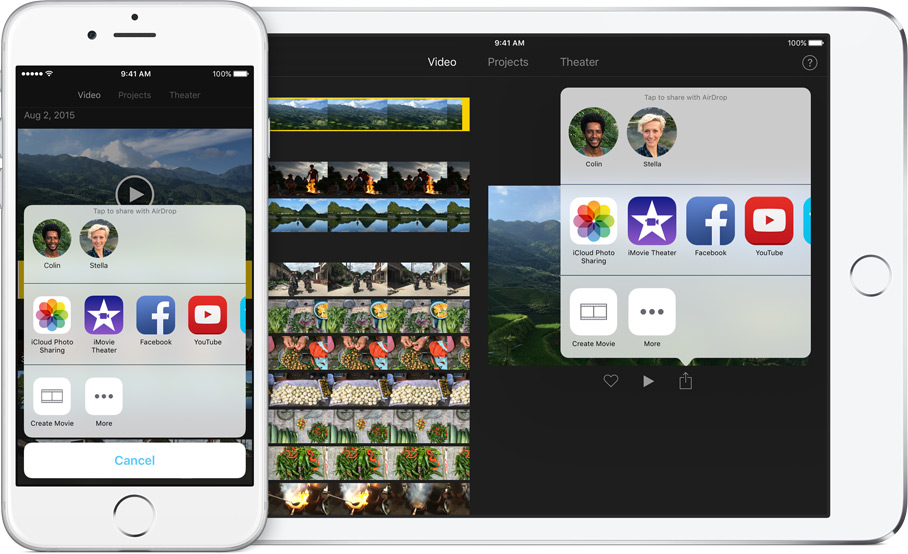 9:41 AM
100%
Video
Projects
Theater
Aug 2, 2015
Tap to share with AirDrop
Colin
Stella
iCloud Photo
Sharing
iMovie
Theater
Facebook
YouTube
Create Movie
More
Cancel
9:41 AM
100%
Video
Projects
Theater
?
Tap to share with AirDrop
Colin
Stella
iCloud Photo
Sharing
iMovie Theater
Facebook
YouTube
Create Movie
More